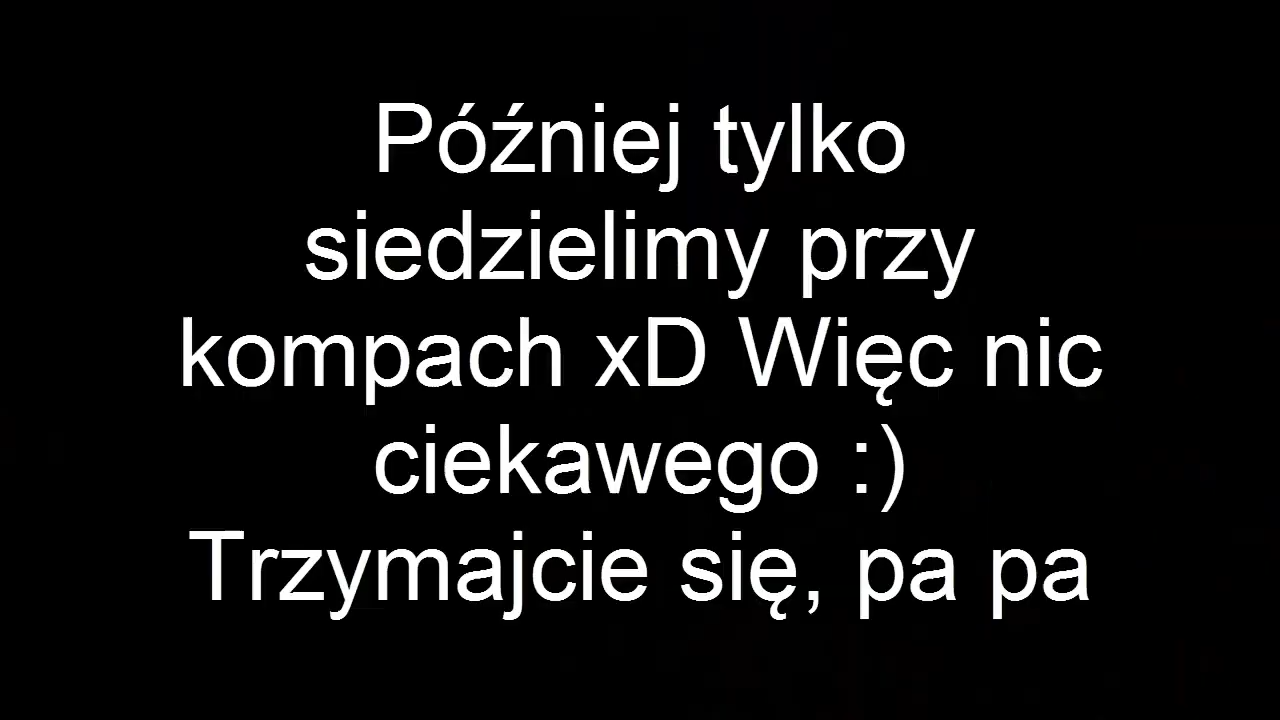 Później tylko
siedzielimy przy
kompach xD Więc nic
ciekawego :)
Trzymajcie się, pa pa